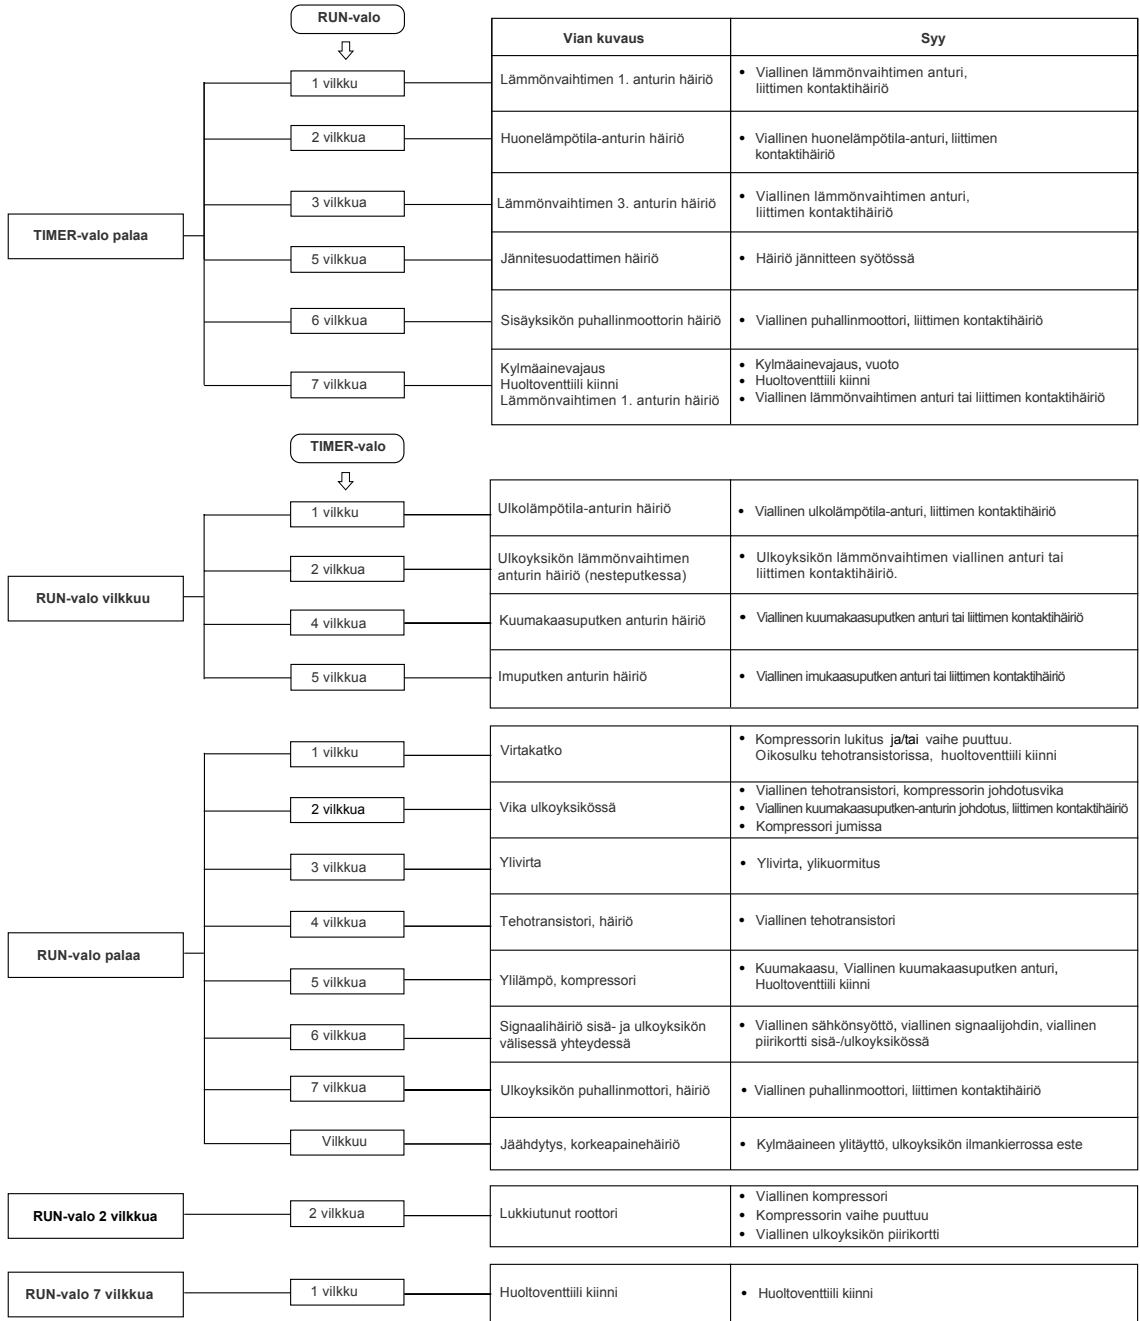 RUN-valo
Vian kuvaus
Syy
TIMER-valo palaa
1 vilkku
Lämmönvaihtimen 1. anturin häiriö
• Viallinen lämmönvaihtimen anturi,
liittimen kontaktihäiriö
2 vilkkua
Huonelämpötila-anturin häiriö
• Viallinen huonelämpötila-anturi, liittimen
kontaktihäiriö
3 vilkkua
Lämmönvaihtimen 3. anturin häiriö
• Viallinen lämmönvaihtimen anturi,
liittimen kontaktihäiriö
5 vilkkua
Jännitesuodattimen häiriö
• Häiriö jännitteen syötössä
6 vilkkua
Sisäyksikön puhallinmoottorin häiriö
• Viallinen puhallinmoottori, liittimen kontaktihäiriö
7 vilkkua
Kylmäainevajaus
Huoltoventtiili kiinni
Lämmönvaihtimen 1. anturin häiriö
• Kylmäainevajaus, vuoto
• Huoltoventtiili kiinni
• Viallinen lämmönvaihtimen anturi tai liittimen kontaktihäiriö
TIMER-valo
RUN-valo vilkkuu
1 vilkku
Ulkolämpötila-anturin häiriö
• Viallinen ulkolämpötila-anturi, liittimen kontaktihäiriö
2 vilkkua
Ulkoyksikön lämmönvaihtimen
anturin häiriö (nesteputkessa)
• Ulkoyksikön lämmönvaihtimen viallinen anturi tai
liittimen kontaktihäiriö.
4 vilkkua
Kuumakaasuputken anturin häiriö
• Viallinen kuumakaasuputken anturi tai liittimen kontaktihäiriö
5 vilkkua
Imuputken anturin häiriö
• Viallinen imukaasuputken anturi tai liittimen kontaktihäiriö
RUN-valo palaa
1 vilkku
Virtakatko
• Kompressorin lukitus ja/tai vaihe puuttuu.
Oikosulku tehotransistorissa, huoltoventtiili kiinni
2 vilkkua
Vika ulkoyksikössä
• Viallinen tehotransistori, kompressorin johdotusvika
• Viallinen kuumakaasuputken-anturin johdotus, liittimen kontaktihäiriö
• Kompressori jumissa
3 vilkkua
Ylivirta
• Ylivirta, ylikuormitus
4 vilkkua
Tehotransistori, häiriö
• Viallinen tehotransistori
5 vilkkua
Ylilämpö, kompressori
• Kuumakaasu, Viallinen kuumakaasuputken anturi,
Huoltoventtiili kiinni
6 vilkkua
Signaalihäiriö sisä- ja ulkoyksikön
välisessä yhteydessä
• Viallinen sähkönsyöttö, viallinen signaalijohdin, viallinen
piirikortti sisä-/ulkoyksikössä
7 vilkkua
Ulkoyksikön puhallinmottori, häiriö
• Viallinen puhallinmoottori, liittimen kontaktihäiriö
Vilkkuu
Jäähdytys, korkeapainehäiriö
• Kylmäaineen ylitäyttö, ulkoyksikön ilmankierrossa este
RUN-valo 2 vilkkua
2 vilkkua
Lukkiutunut roottori
• Viallinen kompressori
• Kompressorin vaihe puuttuu
• Viallinen ulkoyksikön piirikortti
RUN-valo 7 vilkkua
1 vilkku
Huoltoventtiili kiinni
• Huoltoventtiili kiinni